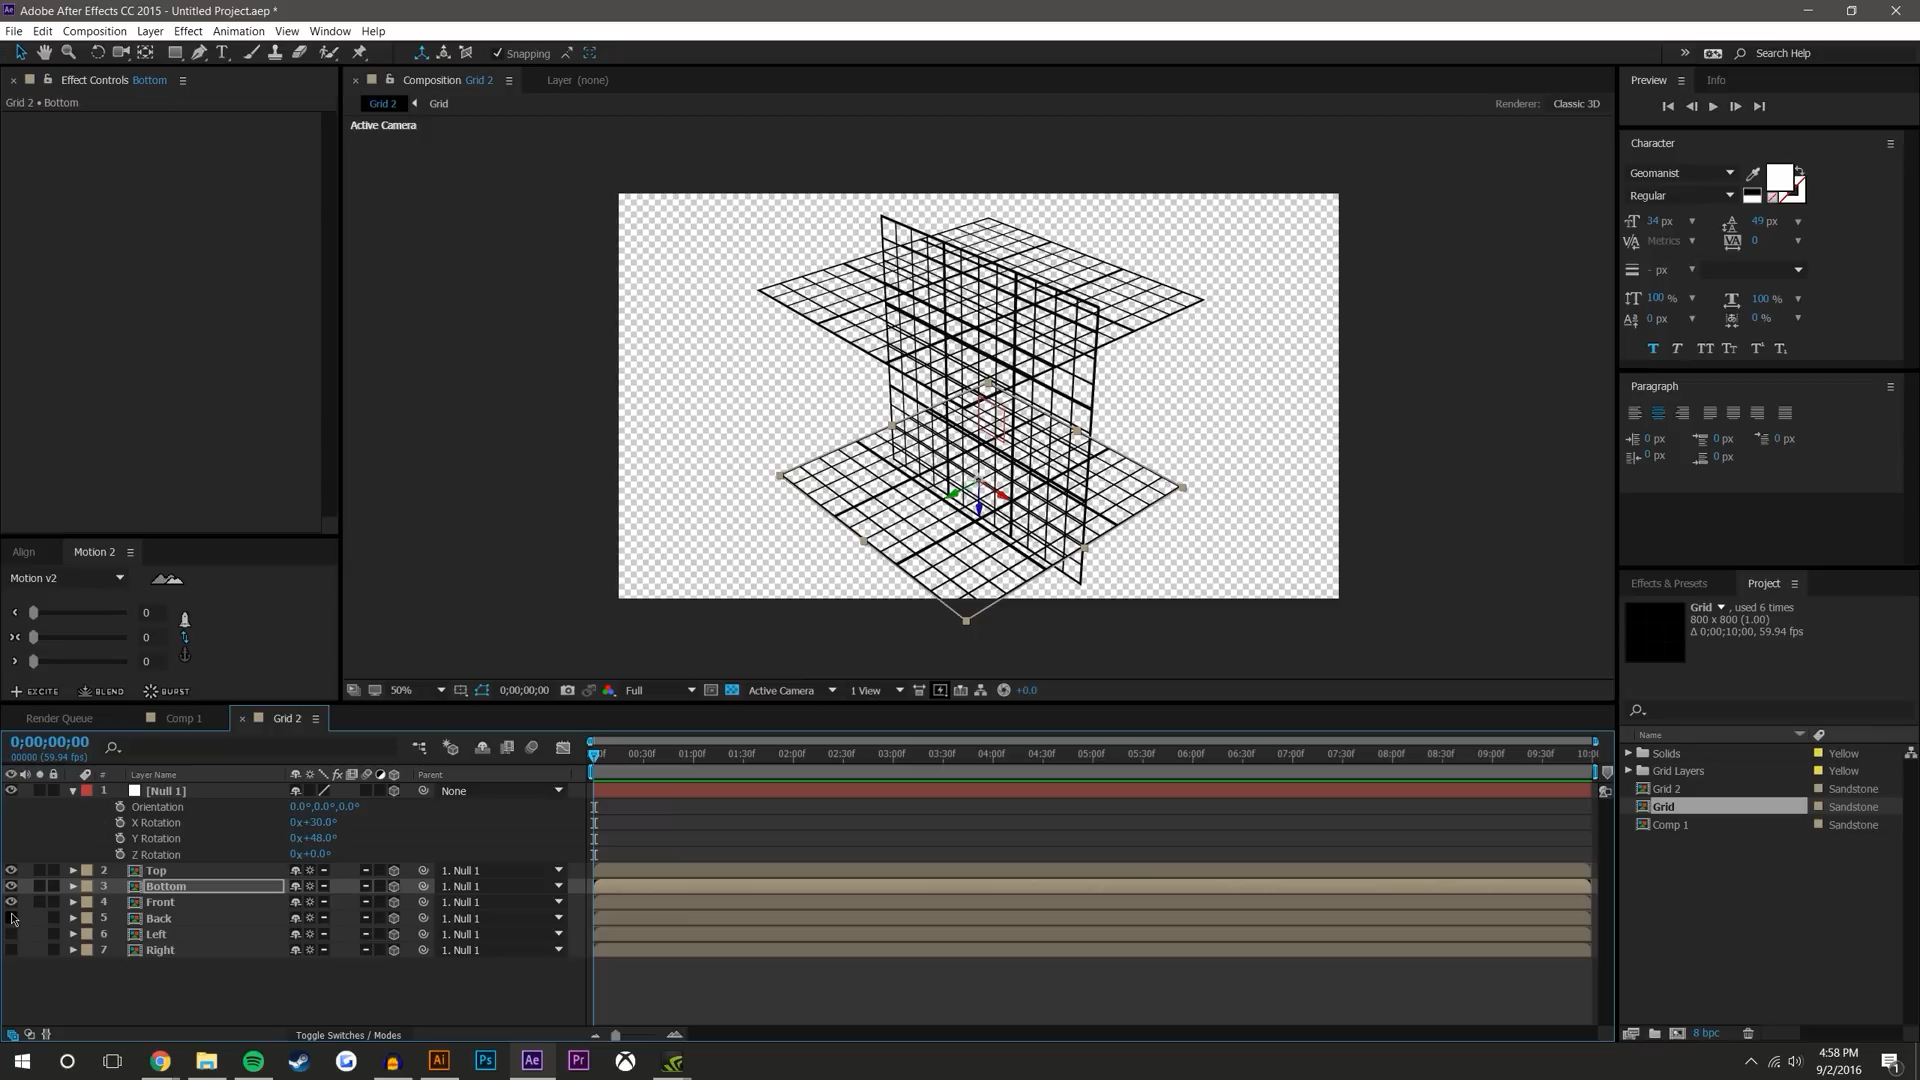 Adobe After Effects CC 2015 - Untitled Project.aep *
File Edit Composition Layer Effect Animation View Window Help
Snapping
Search Help
Effect Controls Bottom
Grid 2 • Bottom
Composition Grid 2
Layer (none)
Grid 2 Grid
Renderer: Classic 3D
Active Camera
Preview Info
Character
Geomanist
Regular
34 px 49 px
Metrics 0
- px
100 % 100 %
0 px 0 %
Paragraph
0 px 0 px 0 px
0 px 0 px
Align Motion 2
Motion v2
0
0
0
EXCITE BLEND BURST
Effects & Presets Project
Grid , used 6 times
800 x 800 (1.00)
Δ 0;00;10;00, 59.94 fps
50% 0;00;00;00 Full Active Camera 1 View +0.0
Render Queue Comp 1 Grid 2
0;00;00;00
00000 (59.94 fps)
00:30f 01:00f 01:30f 02:00f 02:30f 03:00f 03:30f 04:00f 04:30f 05:00f 05:30f 06:00f 06:30f 07:00f 07:30f 08:00f 08:30f 09:00f 09:30f
# Layer Name Parent
1 [Null 1] None
Orientation 0.0°,0.0°,0.0°
X Rotation 0x+30.0°
Y Rotation 0x+48.0°
Z Rotation 0x+0.0°
2 Top 1. Null 1
3 Bottom 1. Null 1
4 Front 1. Null 1
5 Back 1. Null 1
6 Left 1. Null 1
7 Right 1. Null 1
Toggle Switches / Modes
Name
Solids Yellow
Grid Layers Yellow
Grid 2 Sandstone
Grid Sandstone
Comp 1 Sandstone
8 bpc
Ai Ps Ae Pr
4:58 PM
9/2/2016
1